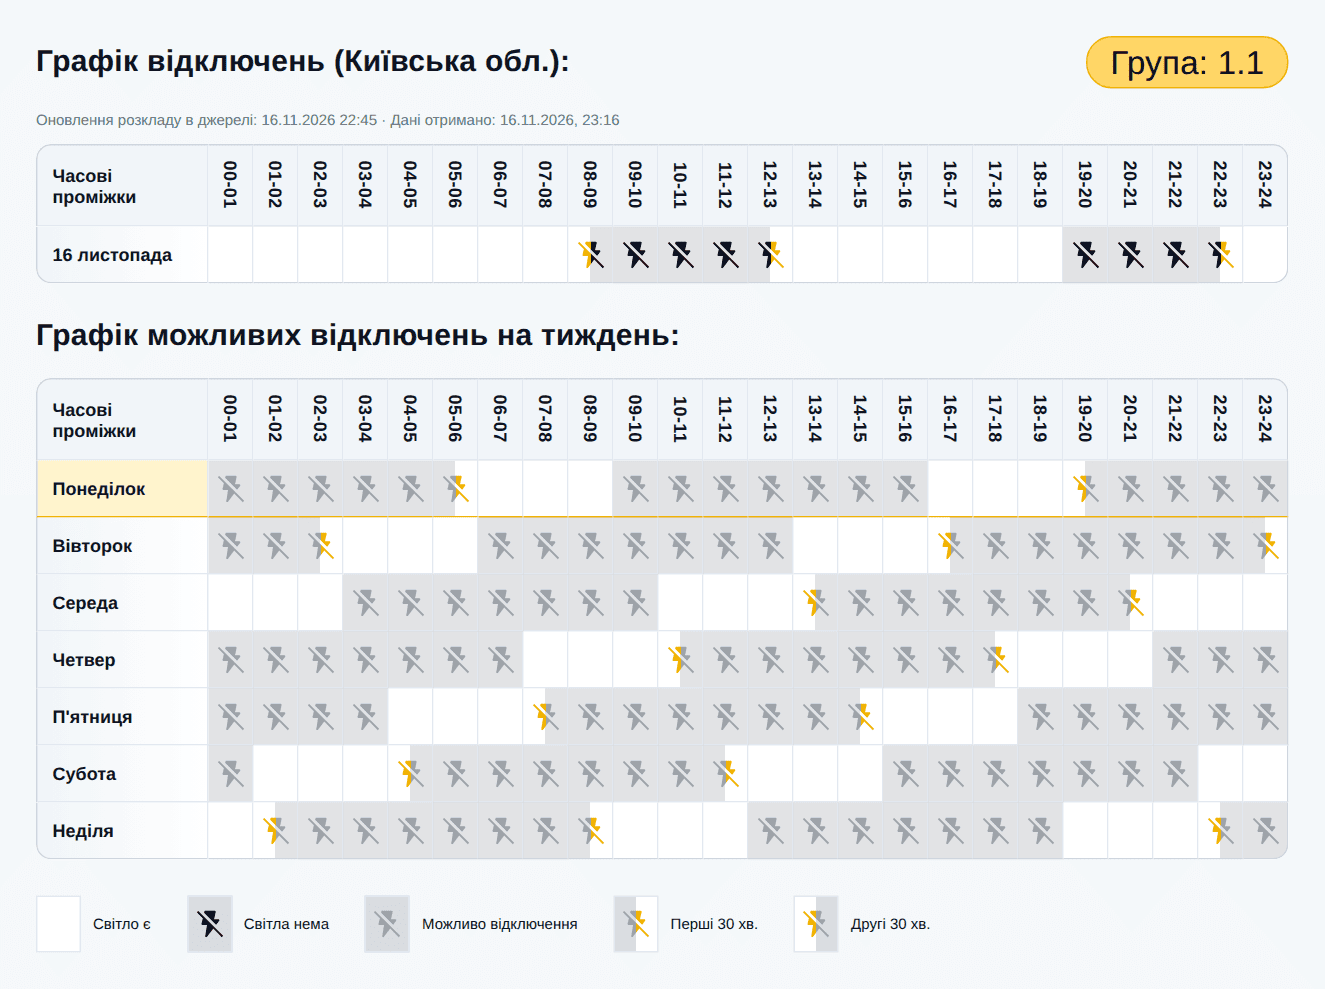 Графік відключень (Київська обл.):
Група: 1.1
Оновлення розкладу в джерелі: 16.11.2026 22:45 · Дані отримано: 16.11.2026, 23:16
Часові
проміжки
00-01 01-02 02-03 03-04 04-05 05-06 06-07 07-08 08-09 09-10 10-11 11-12 12-13 13-14 14-15 15-16 16-17 17-18 18-19 19-20 20-21 21-22 22-23 23-24
16 листопада
Графік можливих відключень на тиждень:
Часові
проміжки
00-01 01-02 02-03 03-04 04-05 05-06 06-07 07-08 08-09 09-10 10-11 11-12 12-13 13-14 14-15 15-16 16-17 17-18 18-19 19-20 20-21 21-22 22-23 23-24
Понеділок
Вівторок
Середа
Четвер
П'ятниця
Субота
Неділя
Світло є
Світла нема
Можливо відключення
Перші 30 хв.
Другі 30 хв.